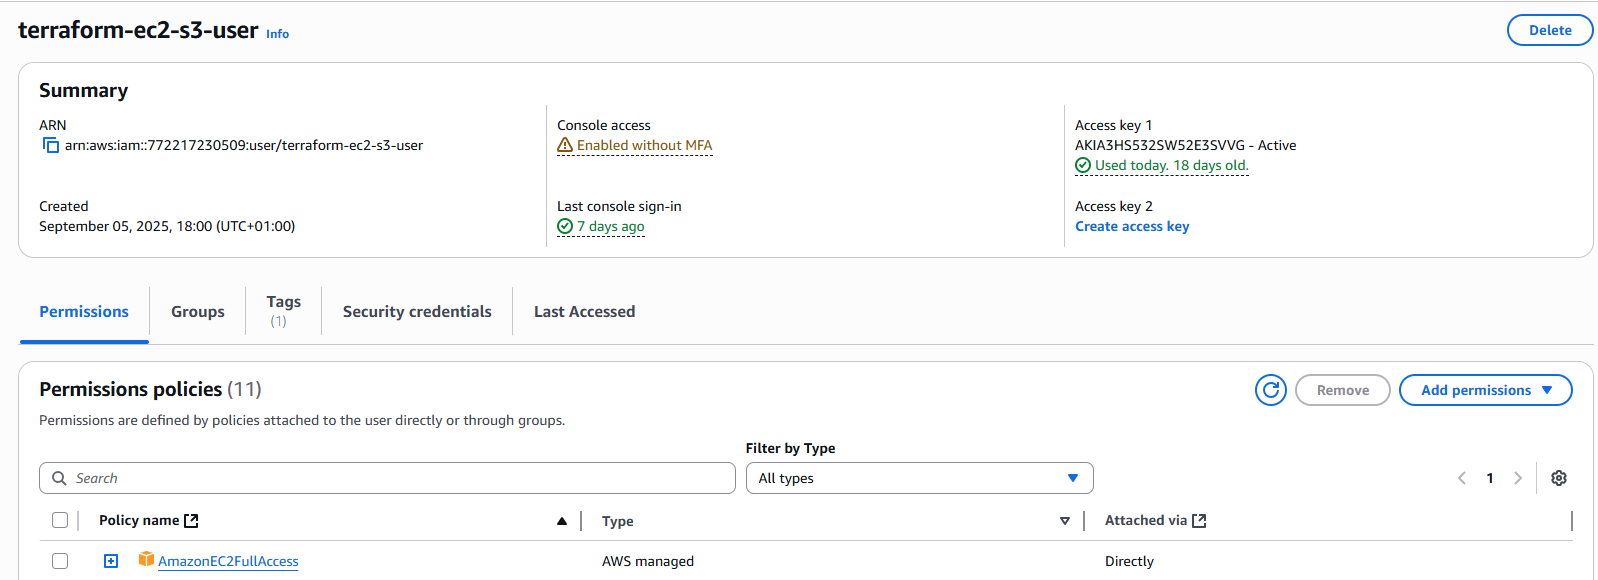 terraform-ec2-s3-user Info
Delete
Summary
ARN
arn:aws:iam::772217230509:user/terraform-ec2-s3-user
Console access
Enabled without MFA
Access key 1
AKIA3HS532SW52E3SVVG - Active
Used today. 18 days old.
Created
September 05, 2025, 18:00 (UTC+01:00)
Last console sign-in
7 days ago
Access key 2
Create access key
Permissions
Groups
Tags
(1)
Security credentials
Last Accessed
Permissions policies (11)
Remove
Add permissions
Permissions are defined by policies attached to the user directly or through groups.
Filter by Type
Search
All types
1
Policy name
Type
Attached via
AmazonEC2FullAccess
AWS managed
Directly